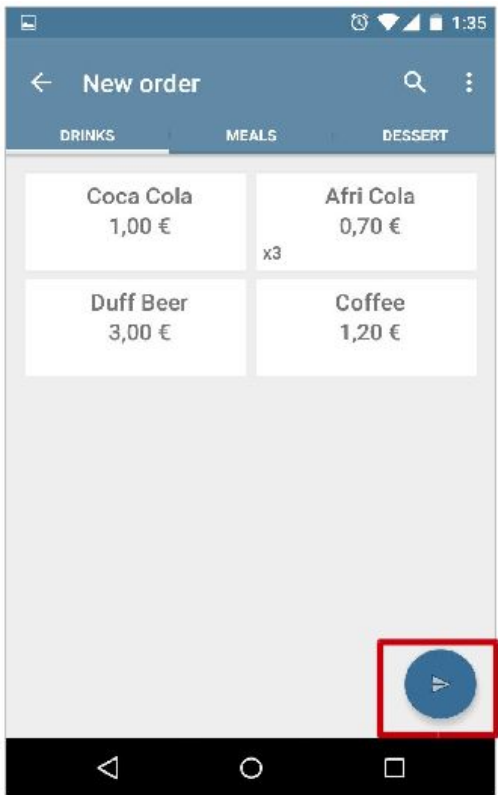 1:35
New order
DRINKS MEALS DESSERT
Coca Cola
1,00 €
Afri Cola
0,70 €
x3
Duff Beer
3,00 €
Coffee
1,20 €